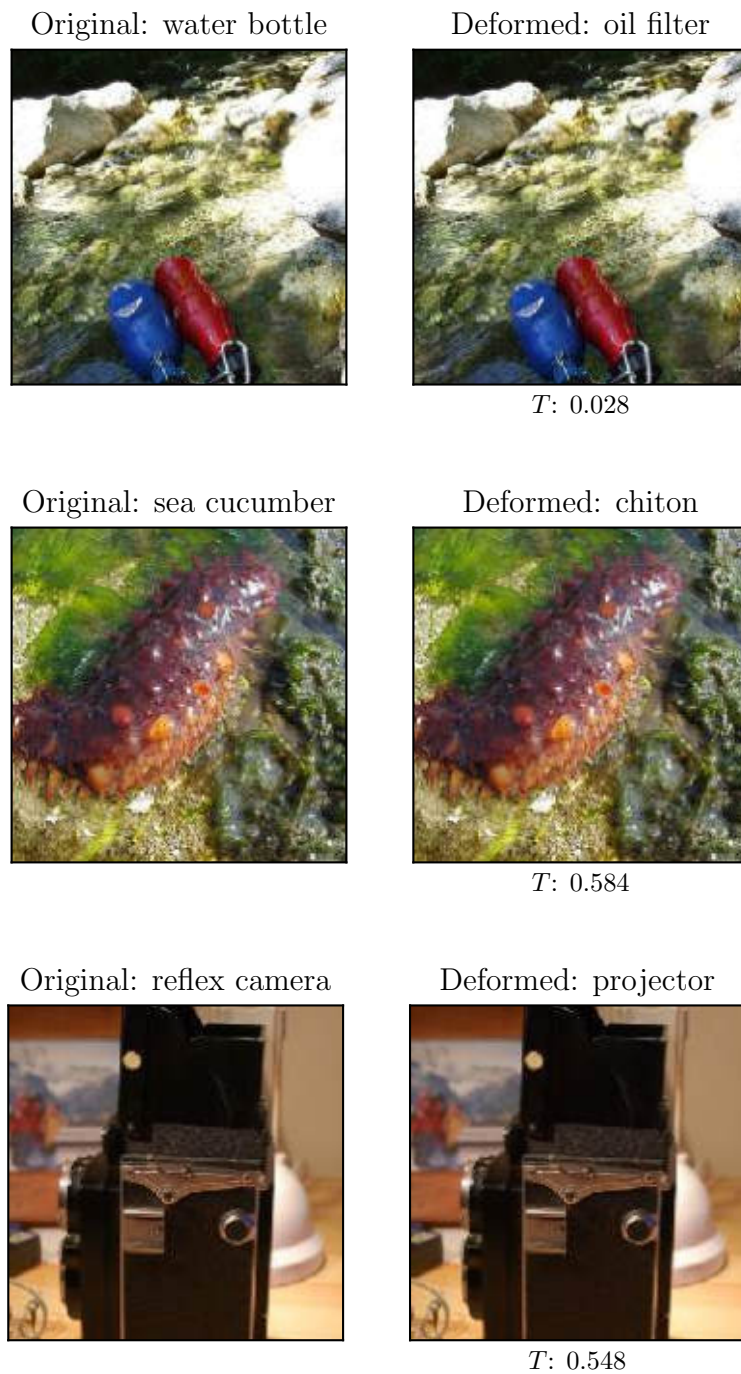 Original: water bottle
Deformed: oil filter
T: 0.028
Original: sea cucumber
Deformed: chiton
T: 0.584
Original: reflex camera
Deformed: projector
T: 0.548